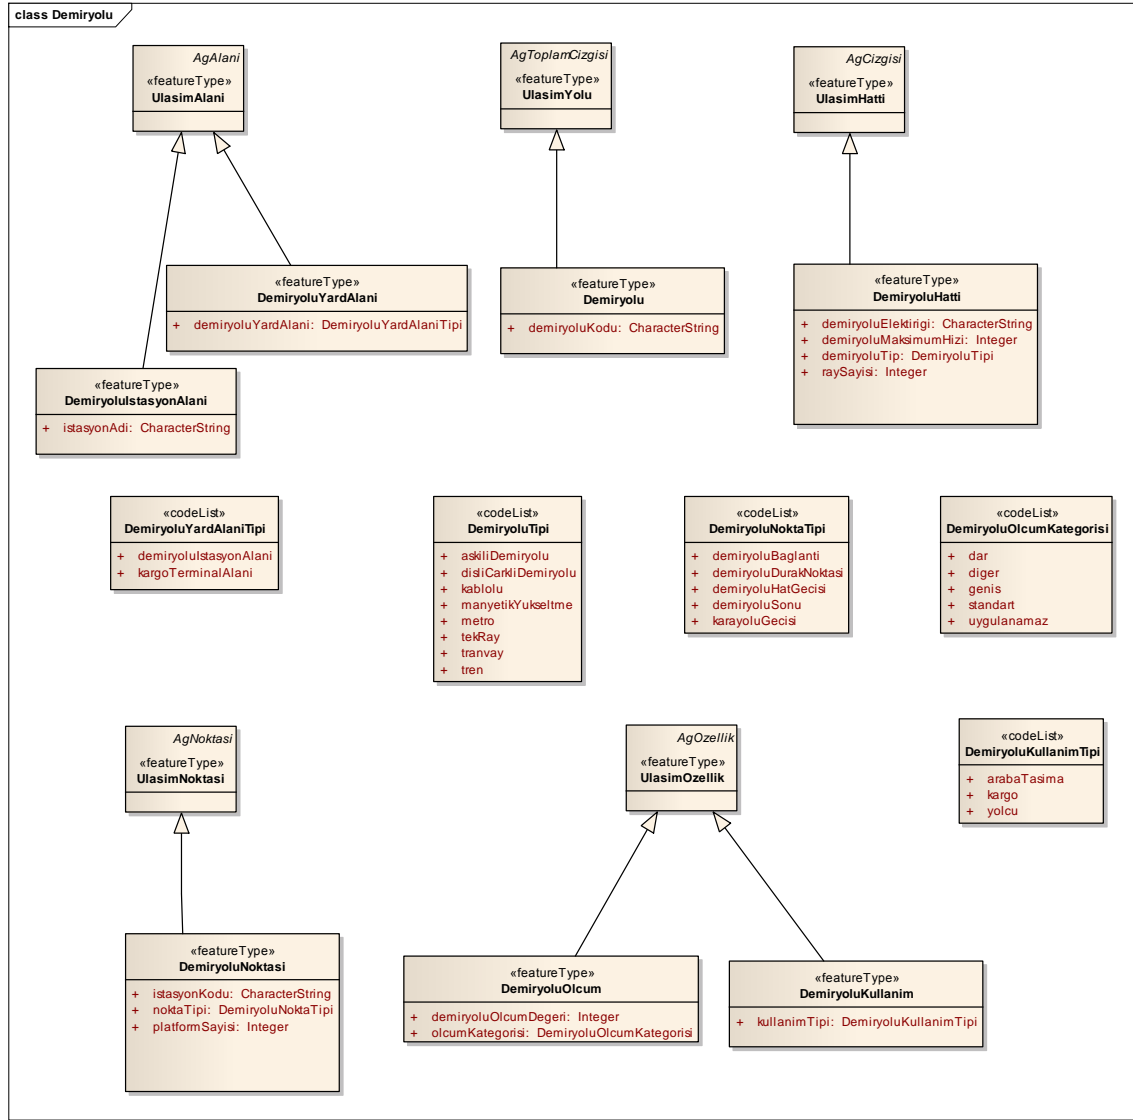 class Demiryolu
AgAlani
«featureType»
UlasimAlani
AgToplamCizgisi
«featureType»
UlasimYolu
AgCizgisi
«featureType»
UlasimHatti
«featureType»
DemiryoluYardAlani
+ demiryoluYardAlani: DemiryoluYardAlaniTipi
«featureType»
Demiryolu
+ demiryoluKodu: CharacterString
«featureType»
DemiryoluHatti
+ demiryoluElektirigi: CharacterString
+ demiryoluMaksimumHizi: Integer
+ demiryoluTip: DemiryoluTipi
+ raySayisi: Integer
«featureType»
DemiryoluIstasyonAlani
+ istasyonAdi: CharacterString
«codeList»
DemiryoluYardAlaniTipi
+ demiryoluIstasyonAlani
+ kargoTerminalAlani
«codeList»
DemiryoluTipi
+ askiliDemiryolu
+ disliCarkliDemiryolu
+ kablolu
+ manyetikYukseltme
+ metro
+ tekRay
+ tranvay
+ tren
«codeList»
DemiryoluNoktaTipi
+ demiryoluBaglanti
+ demiryoluDurakNoktasi
+ demiryoluHatGecisi
+ demiryoluSonu
+ karayoluGecisi
«codeList»
DemiryoluOlcumKategorisi
+ dar
+ diger
+ genis
+ standart
+ uygulanamaz
AgNoktasi
«featureType»
UlasimNoktasi
AgOzellik
«featureType»
UlasimOzellik
«codeList»
DemiryoluKullanimTipi
+ arabaTasima
+ kargo
+ yolcu
«featureType»
DemiryoluNoktasi
+ istasyonKodu: CharacterString
+ noktaTipi: DemiryoluNoktaTipi
+ platformSayisi: Integer
«featureType»
DemiryoluOlcum
+ demiryoluOlcumDegeri: Integer
+ olcumKategorisi: DemiryoluOlcumKategorisi
«featureType»
DemiryoluKullanim
+ kullanimTipi: DemiryoluKullanimTipi